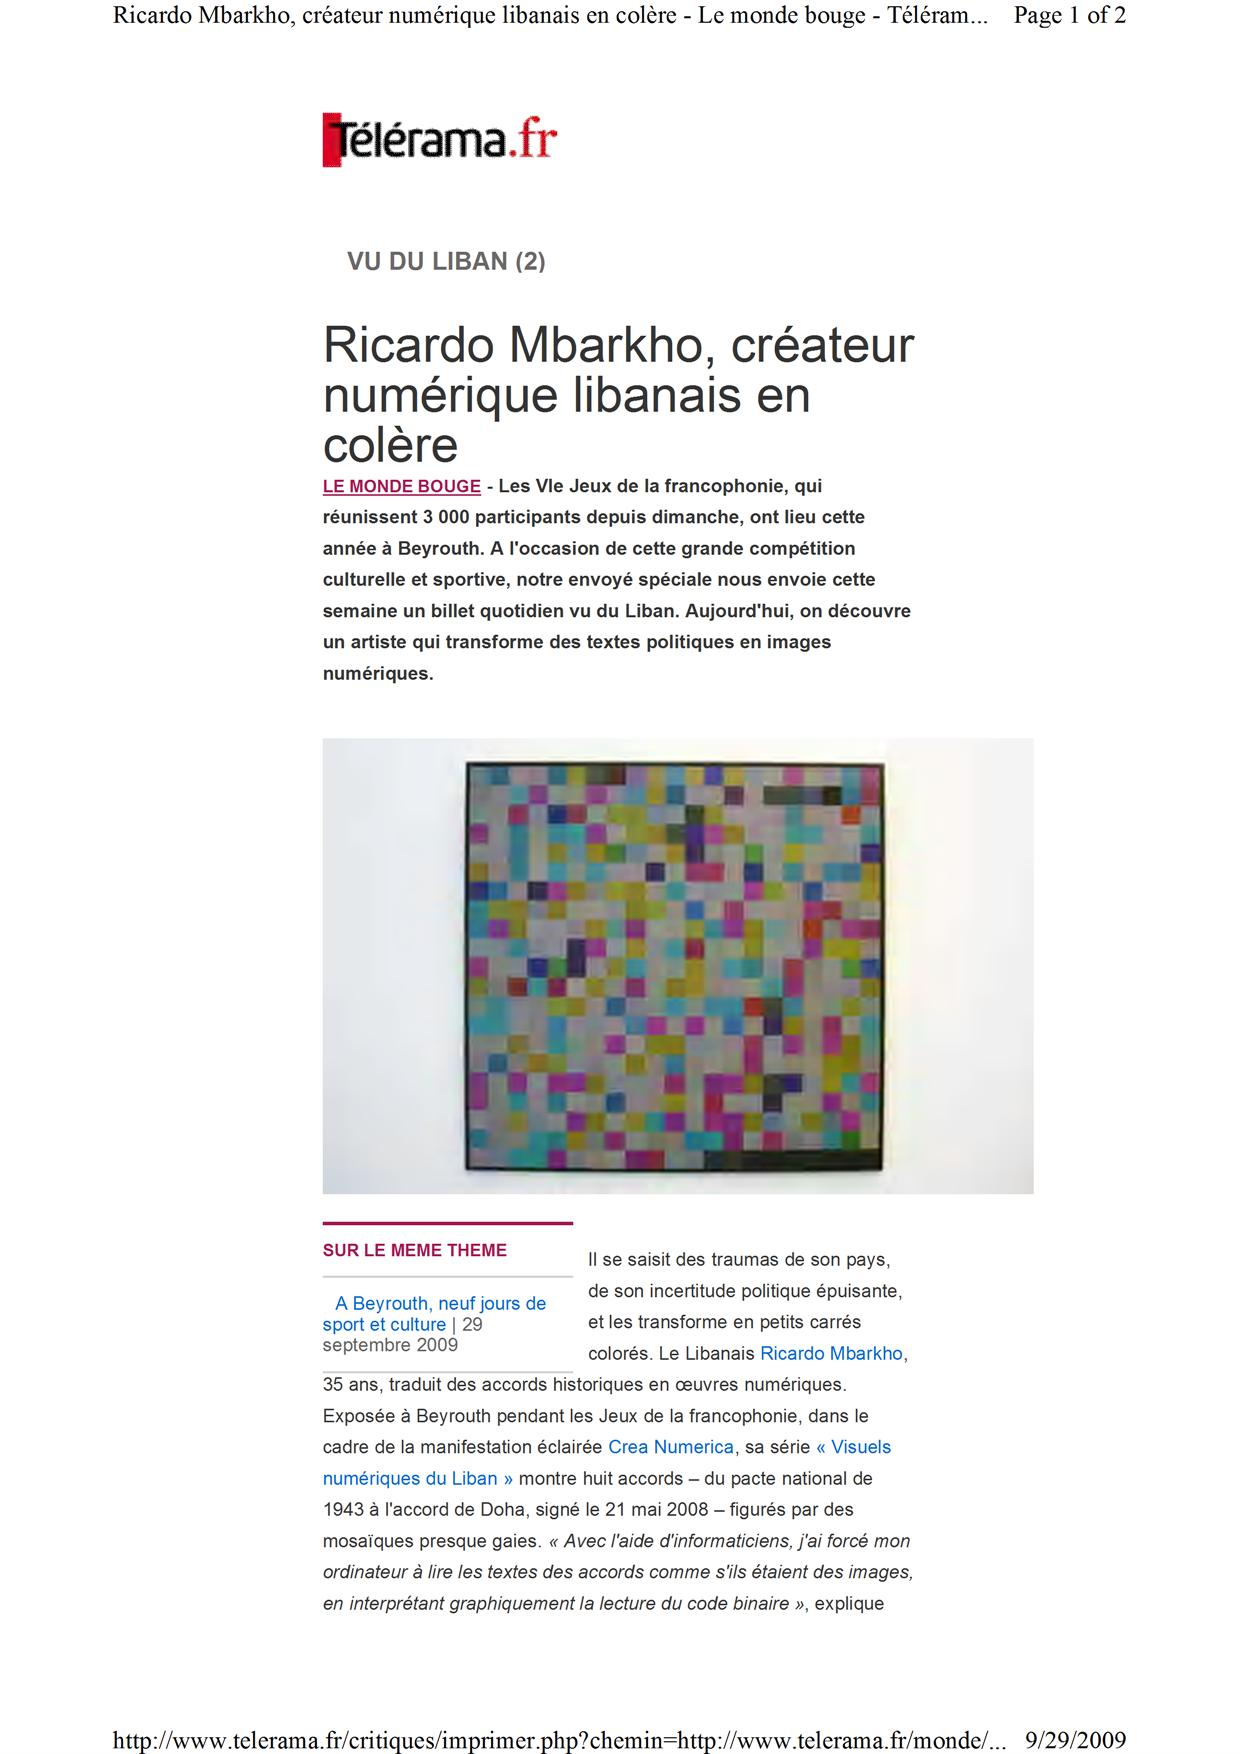 Ricardo Mbarkho, créateur numérique libanais en colère - Le monde bouge - Téléram... Page 1 of 2
Télérama.fr
VU DU LIBAN (2)
Ricardo Mbarkho, créateur
numérique libanais en
colère
LE MONDE BOUGE - Les VIe Jeux de la francophonie, qui
réunissent 3 000 participants depuis dimanche, ont lieu cette
année à Beyrouth. A l'occasion de cette grande compétition
culturelle et sportive, notre envoyé spéciale nous envoie cette
semaine un billet quotidien vu du Liban. Aujourd'hui, on découvre
un artiste qui transforme des textes politiques en images
numériques.
SUR LE MEME THEME
A Beyrouth, neuf jours de
sport et culture | 29
septembre 2009
Il se saisit des traumas de son pays,
de son incertitude politique épuisante,
et les transforme en petits carrés
colorés. Le Libanais Ricardo Mbarkho,
35 ans, traduit des accords historiques en œuvres numériques.
Exposée à Beyrouth pendant les Jeux de la francophonie, dans le
cadre de la manifestation éclairée Crea Numerica, sa série « Visuels
numériques du Liban » montre huit accords – du pacte national de
1943 à l'accord de Doha, signé le 21 mai 2008 – figurés par des
mosaïques presque gaies. « Avec l'aide d'informaticiens, j'ai forcé mon
ordinateur à lire les textes des accords comme s'ils étaient des images,
en interprétant graphiquement la lecture du code binaire », explique
http://www.telerama.fr/critiques/imprimer.php?chemin=http://www.telerama.fr/monde/... 9/29/2009